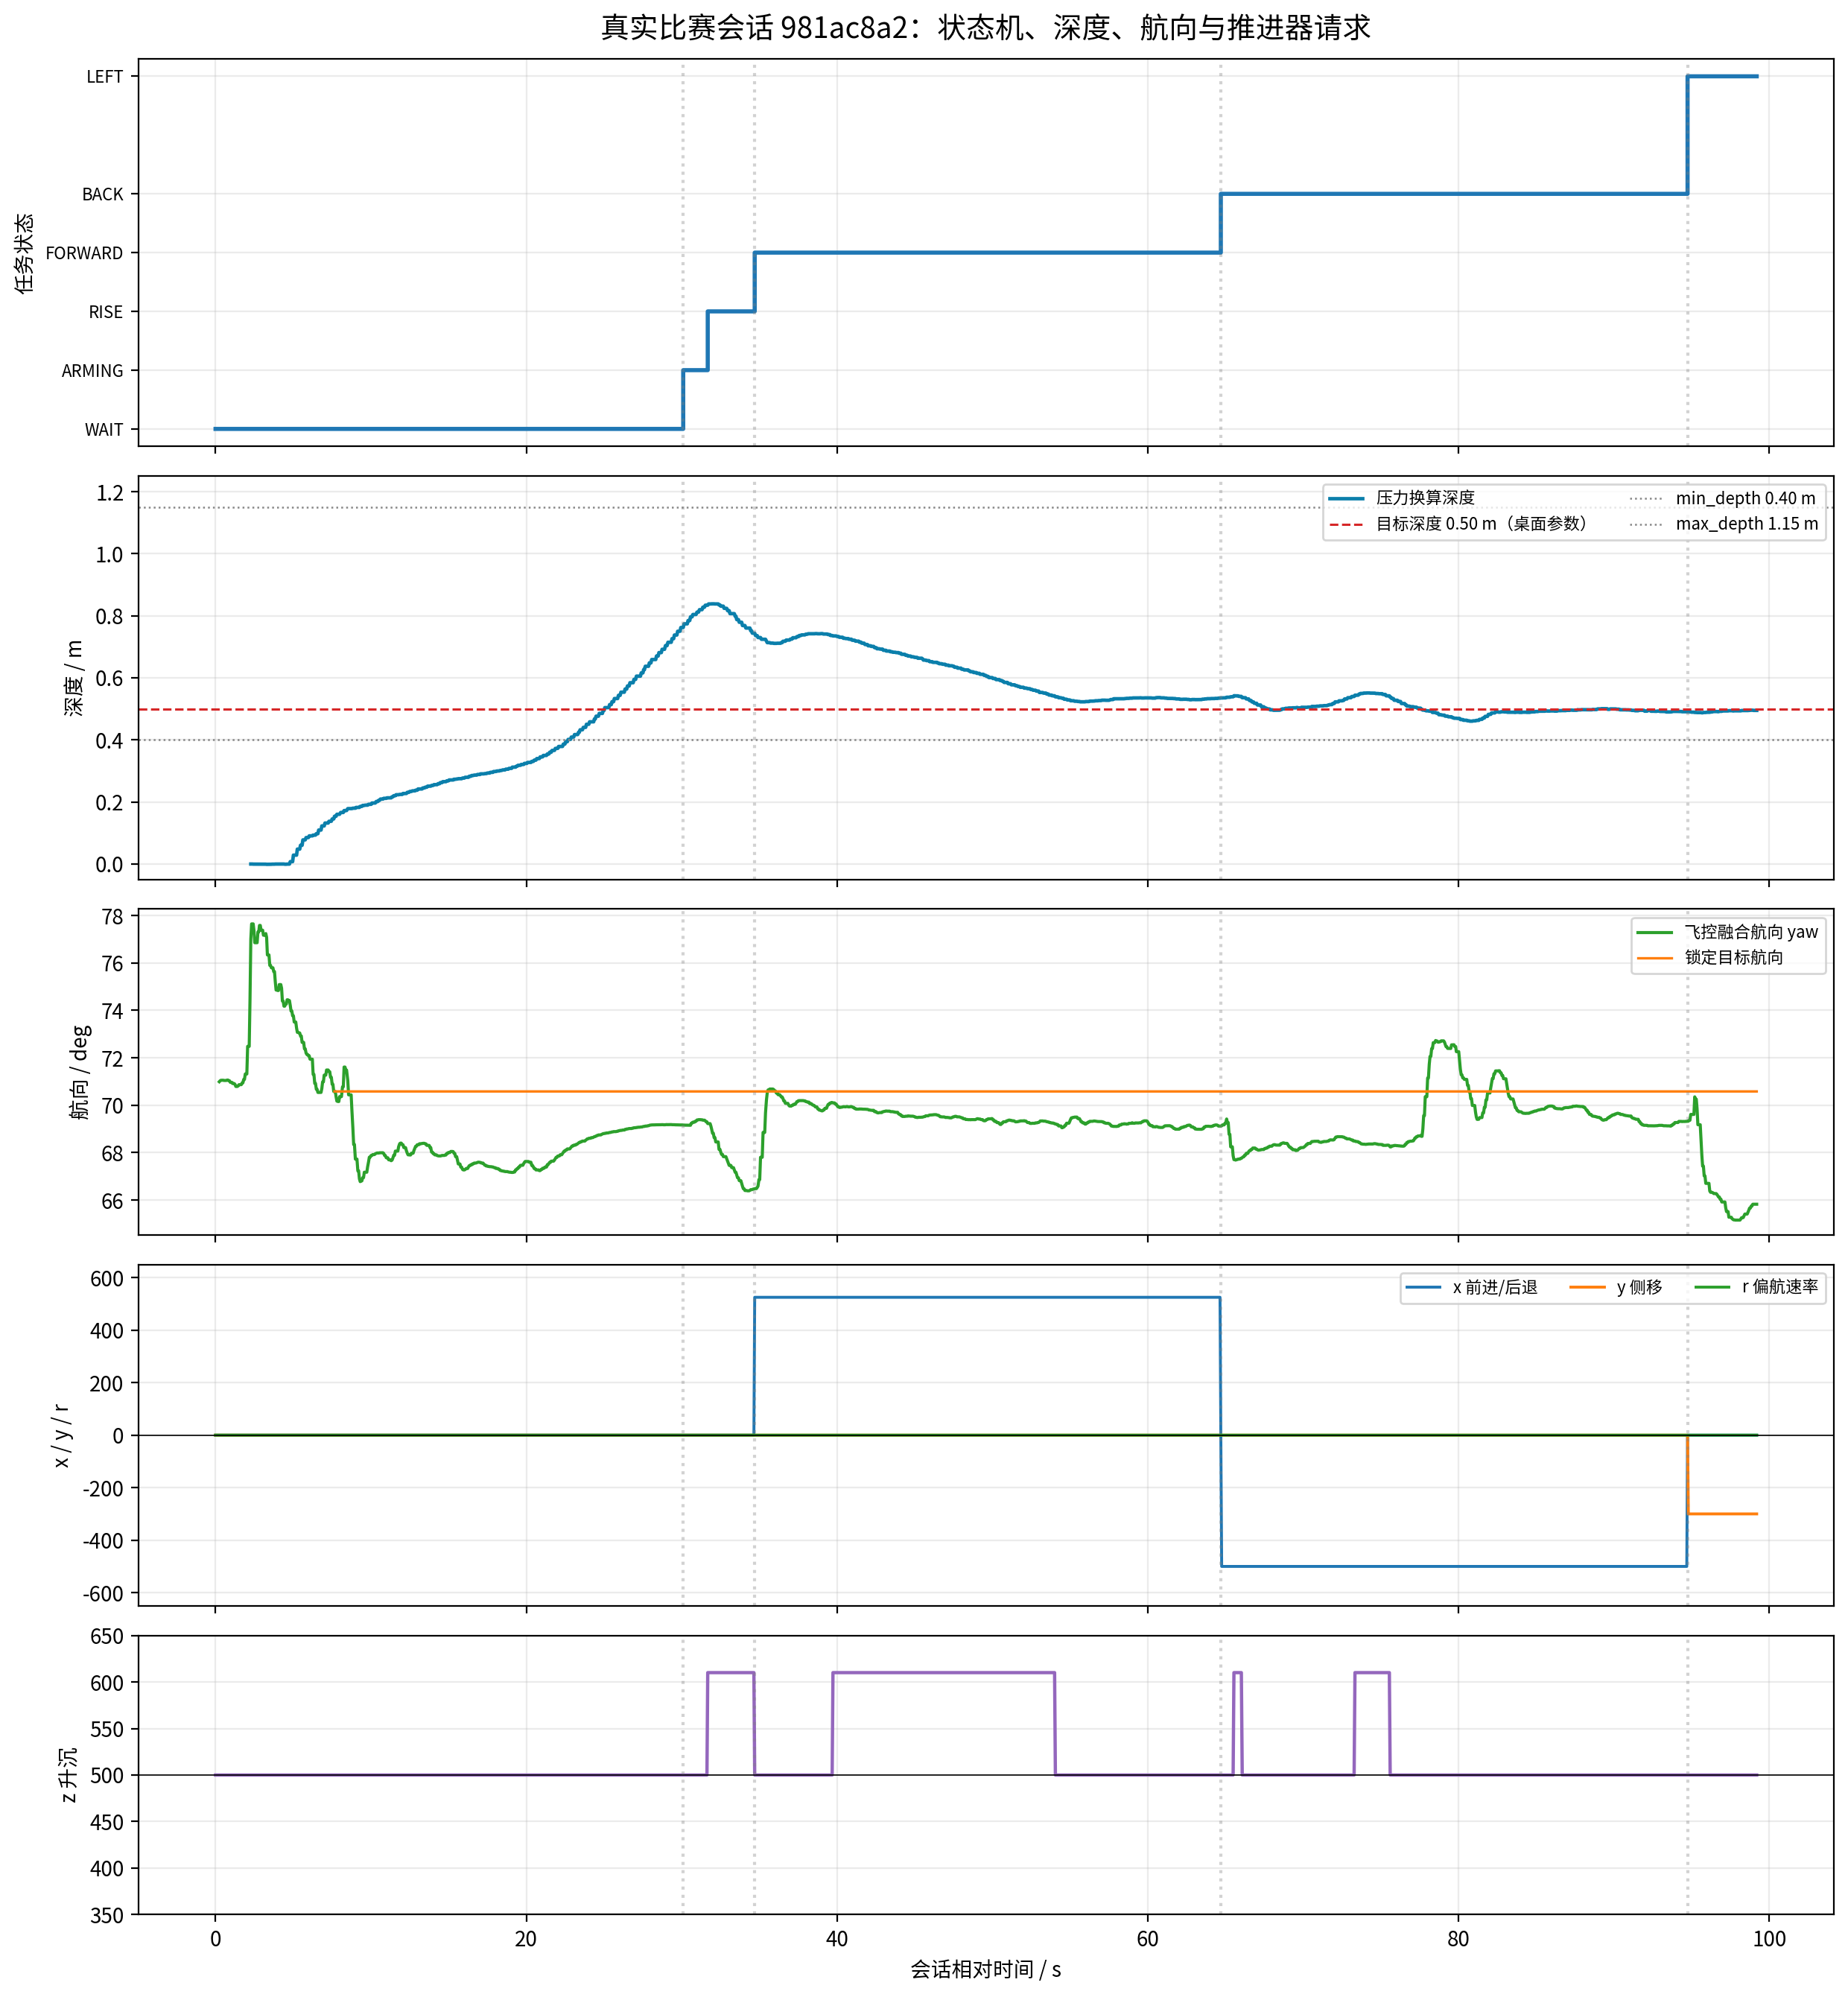 真实比赛会话 981ac8a2：状态机、深度、航向与推进器请求
任务状态
LEFT
BACK
FORWARD
RISE
ARMING
WAIT
深度 / m
1.2
1.0
0.8
0.6
0.4
0.2
0.0
压力换算深度
目标深度 0.50 m（桌面参数）
min_depth 0.40 m
max_depth 1.15 m
航向 / deg
78
76
74
72
70
68
66
飞控融合航向 yaw
锁定目标航向
x / y / r
600
400
200
0
-200
-400
-600
x 前进/后退
y 侧移
r 偏航速率
z 升沉
650
600
550
500
450
400
350
0
20
40
60
80
100
会话相对时间 / s